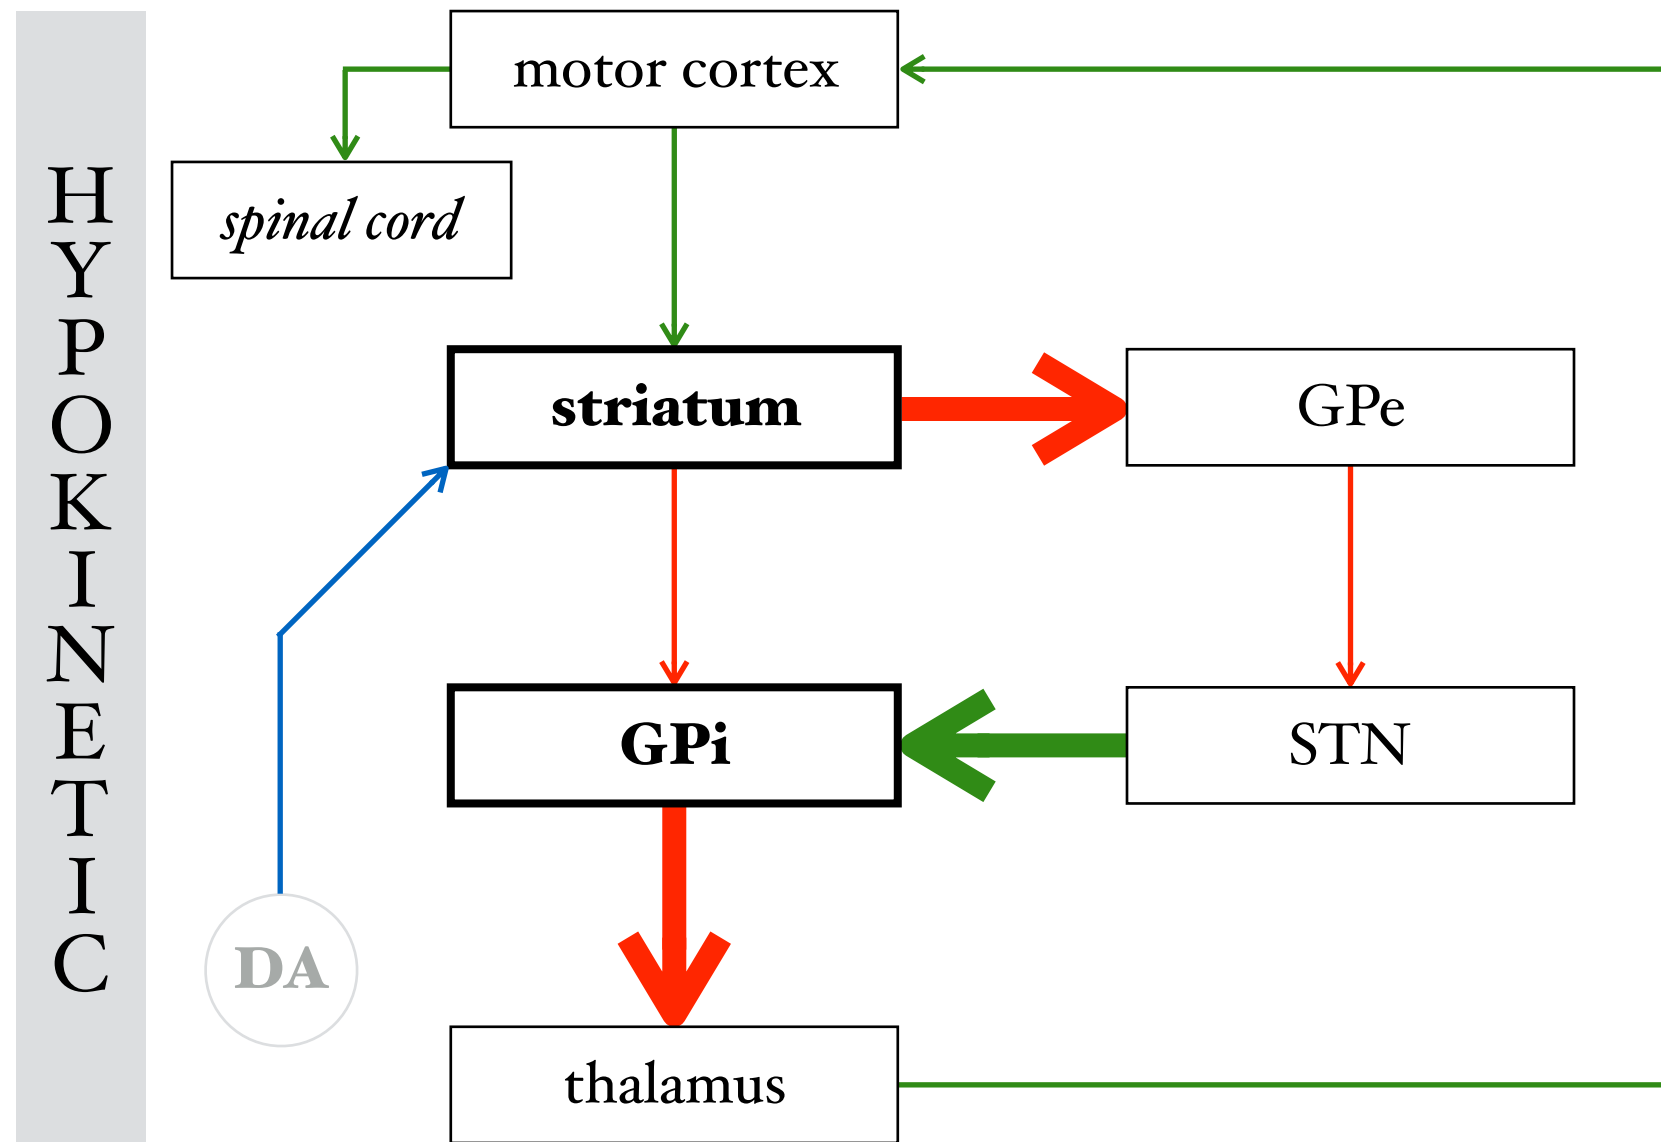 HYPOKINETIC
motor cortex
spinal cord
striatum
GPe
GPi
STN
DA
thalamus